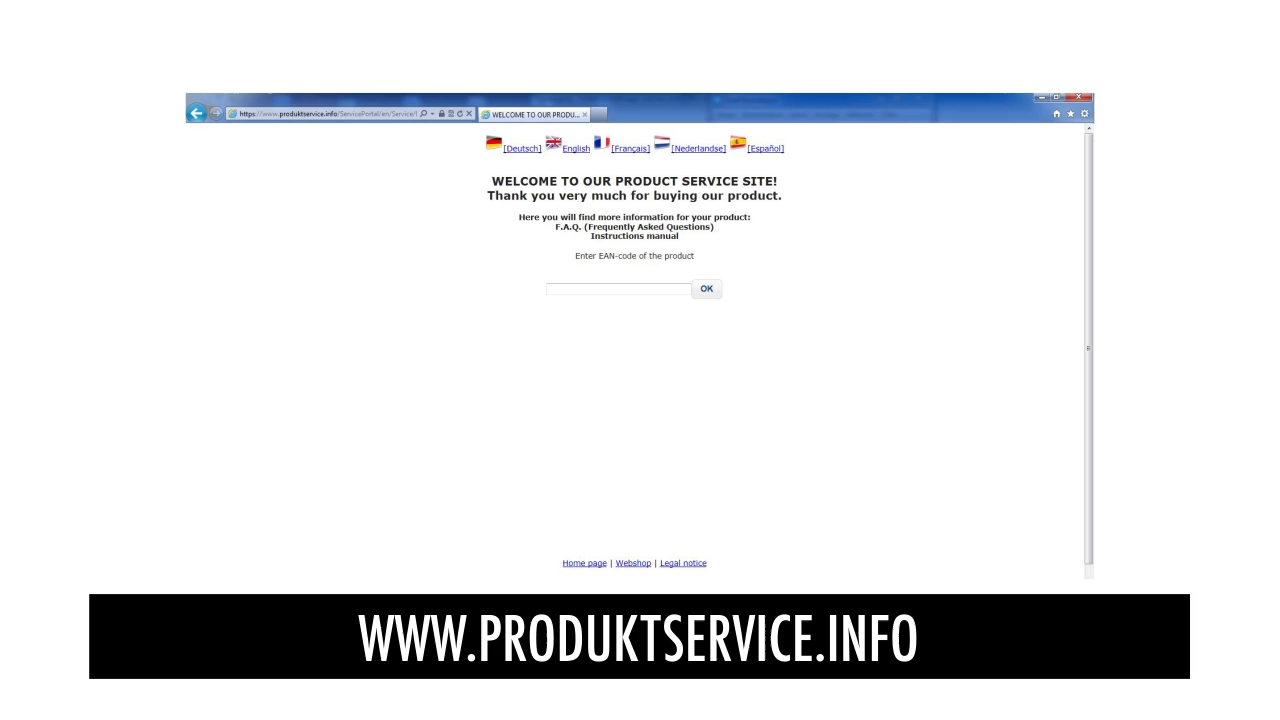 https://www.produktservice.info/ServicePortal/en/Service/I
WELCOME TO OUR PRODU...
[Deutsch] English [Français] [Nederlandse] [Español]
WELCOME TO OUR PRODUCT SERVICE SITE!
Thank you very much for buying our product.
Here you will find more information for your product:
F.A.Q. (Frequently Asked Questions)
Instructions manual
Enter EAN-code of the product
OK
Home page | Webshop | Legal notice
WWW.PRODUKTSERVICE.INFO